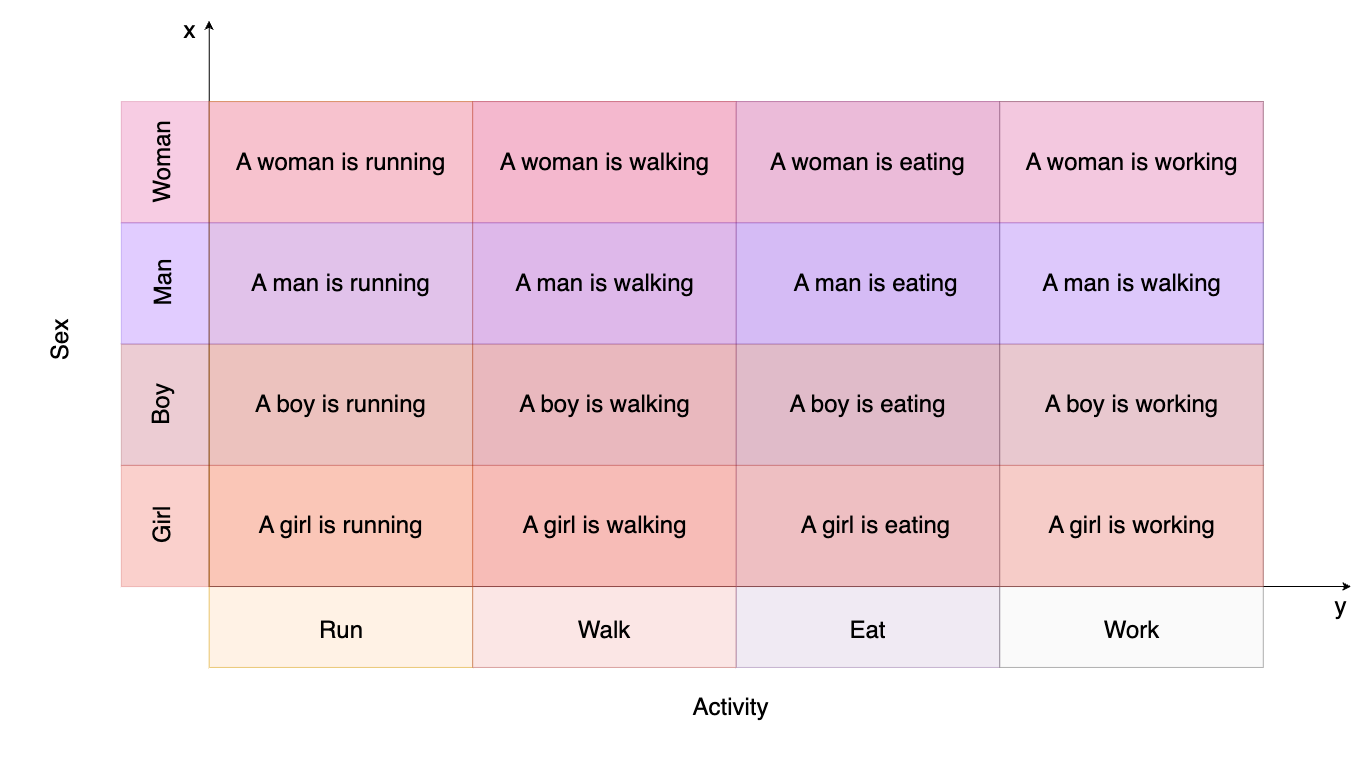 x
Woman
A woman is running
A woman is walking
A woman is eating
A woman is working
Man
A man is running
A man is walking
A man is eating
A man is walking
Sex
Boy
A boy is running
A boy is walking
A boy is eating
A boy is working
Girl
A girl is running
A girl is walking
A girl is eating
A girl is working
y
Run
Walk
Eat
Work
Activity